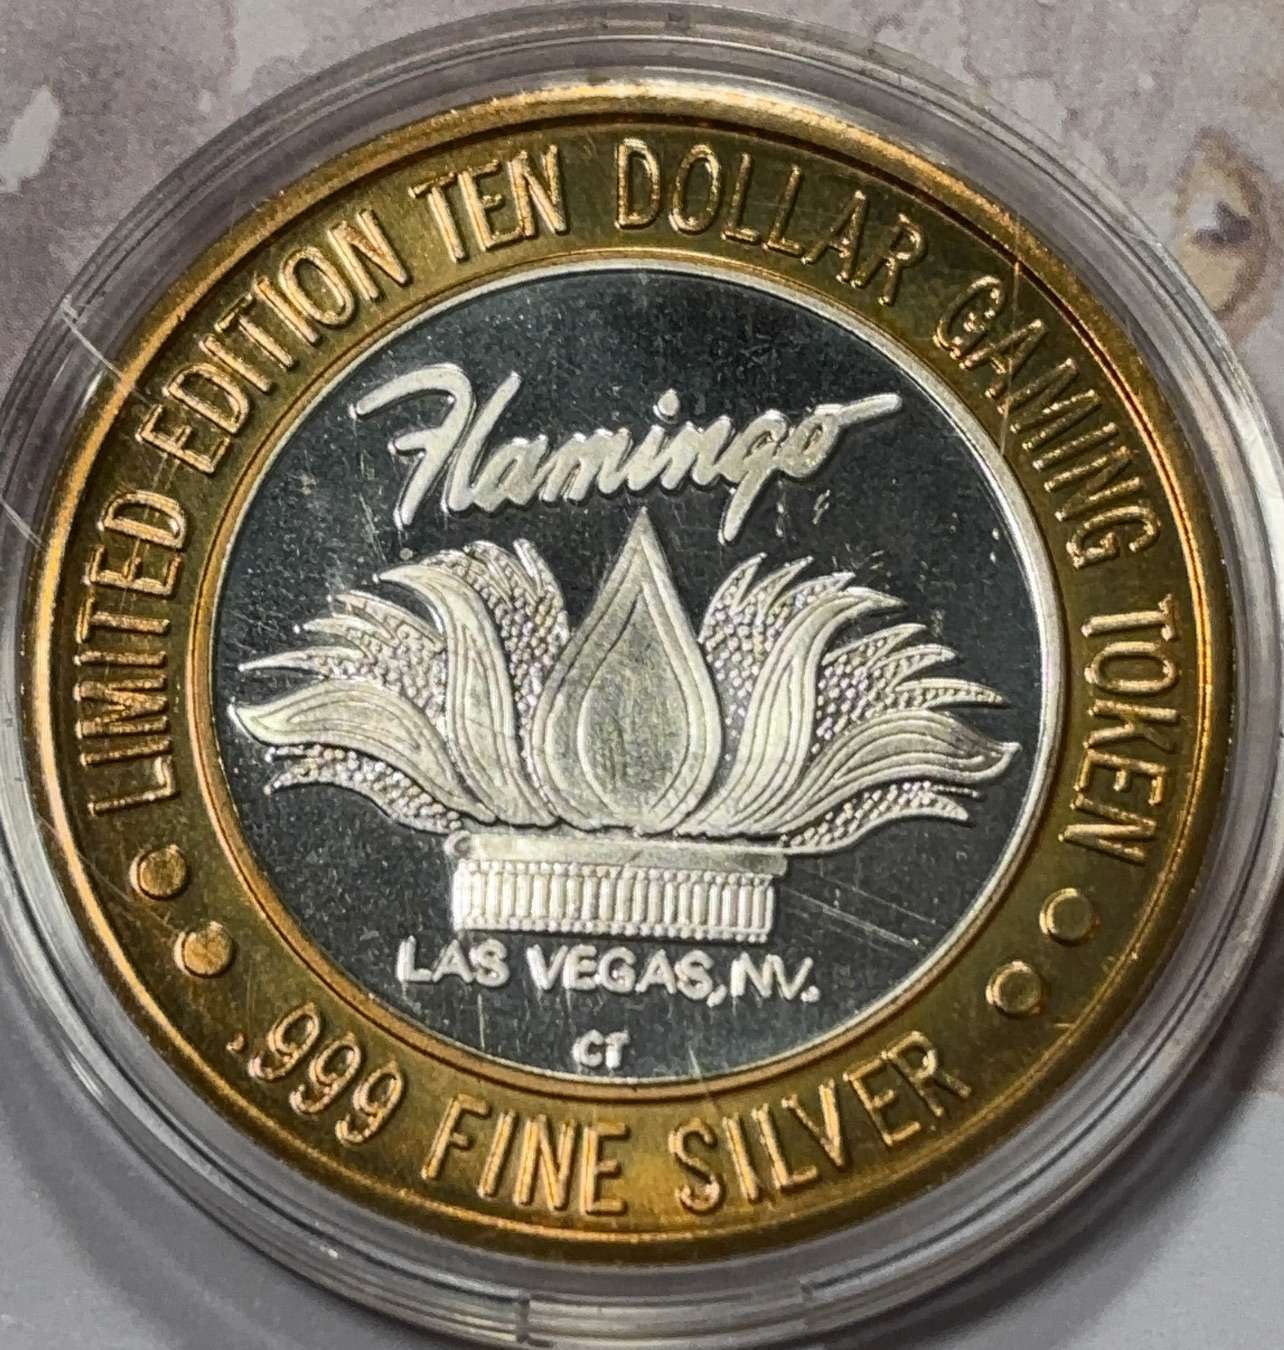 LIMITED EDITION TEN DOLLAR GAMING TOKEN
Flamingo
LAS VEGAS, NV.
CT
.999 FINE SILVER